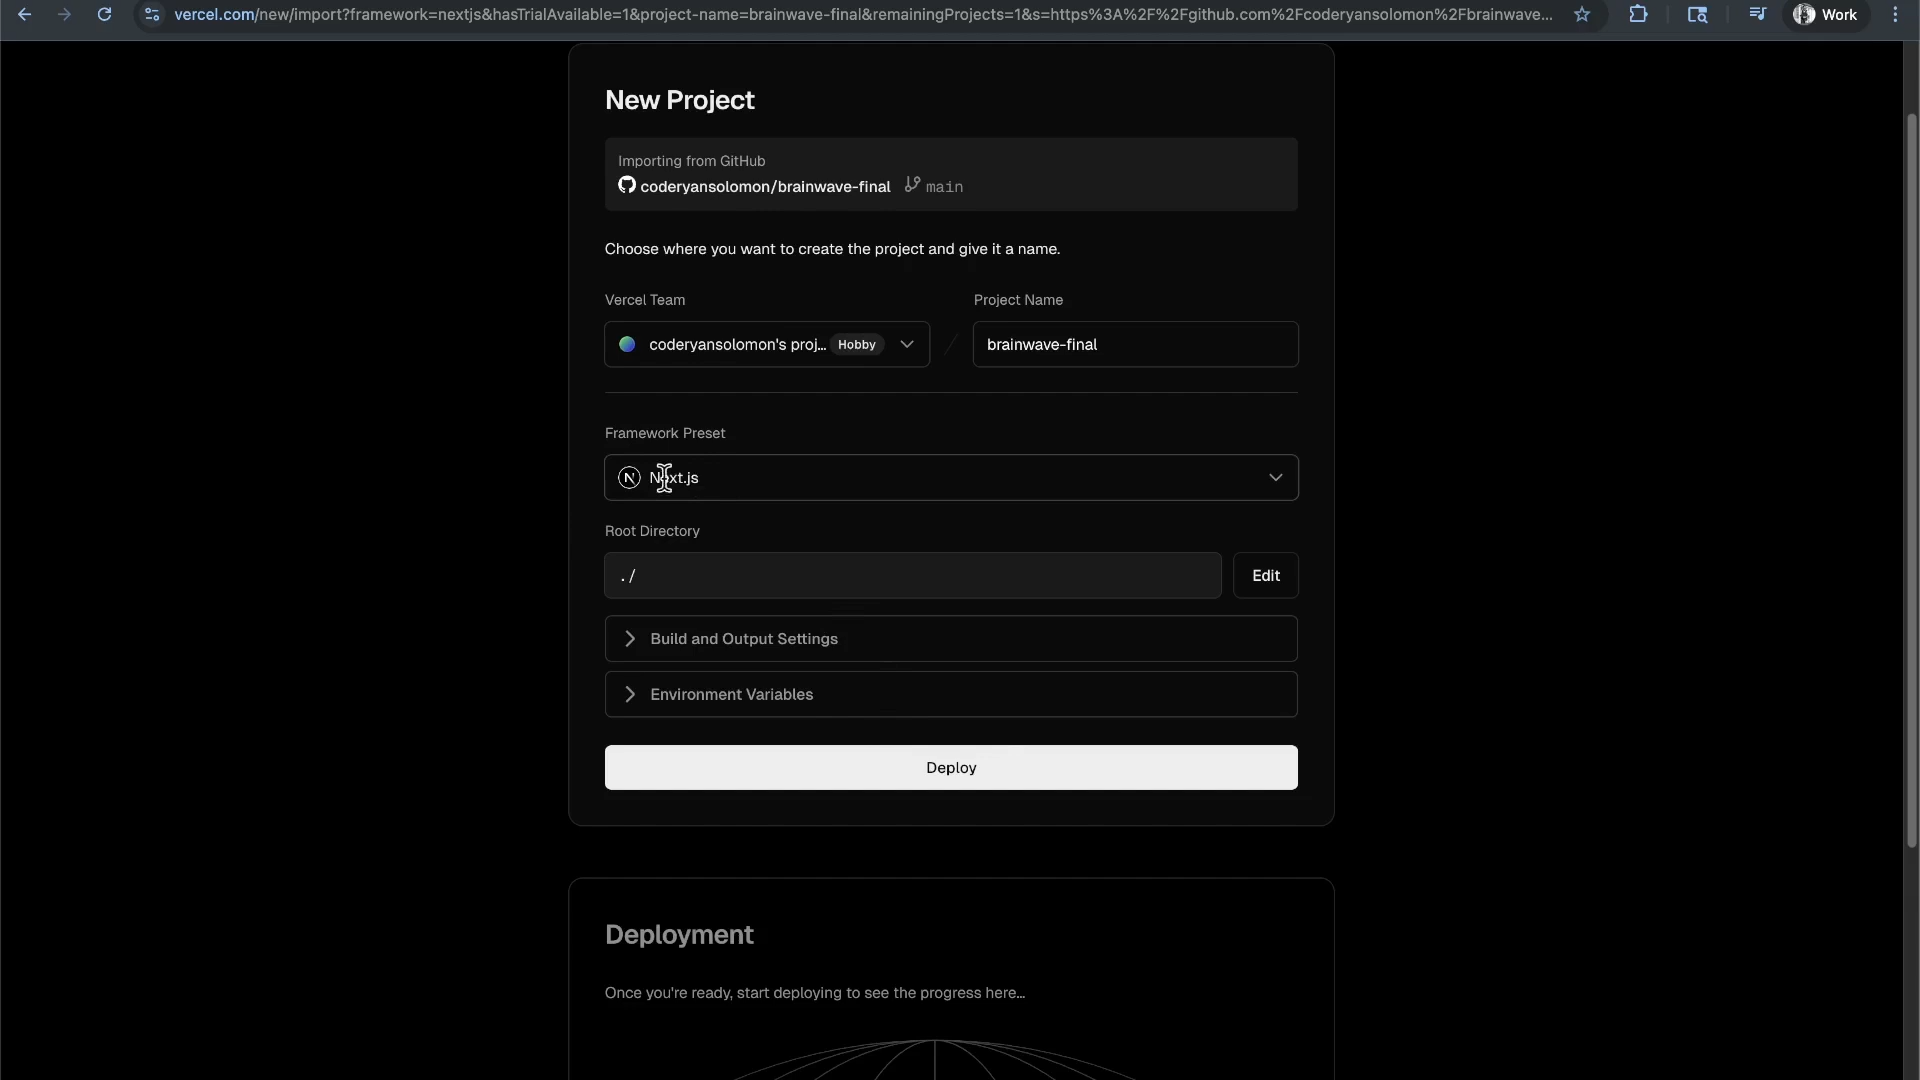 vercel.com/new/import?framework=nextjs&hasTrialAvailable=1&project-name=brainwave-final&remainingProjects=1&s=https%3A%2F%2Fgithub.com%2Fcoderyansolomon%2Fbrainwave...
Work
New Project
Importing from GitHub
coderyansolomon/brainwave-final main
Choose where you want to create the project and give it a name.
Vercel Team
Project Name
coderyansolomon's proj... Hobby
/
brainwave-final
Framework Preset
N Next.js
Root Directory
./
Edit
Build and Output Settings
Environment Variables
Deploy
Deployment
Once you're ready, start deploying to see the progress here...